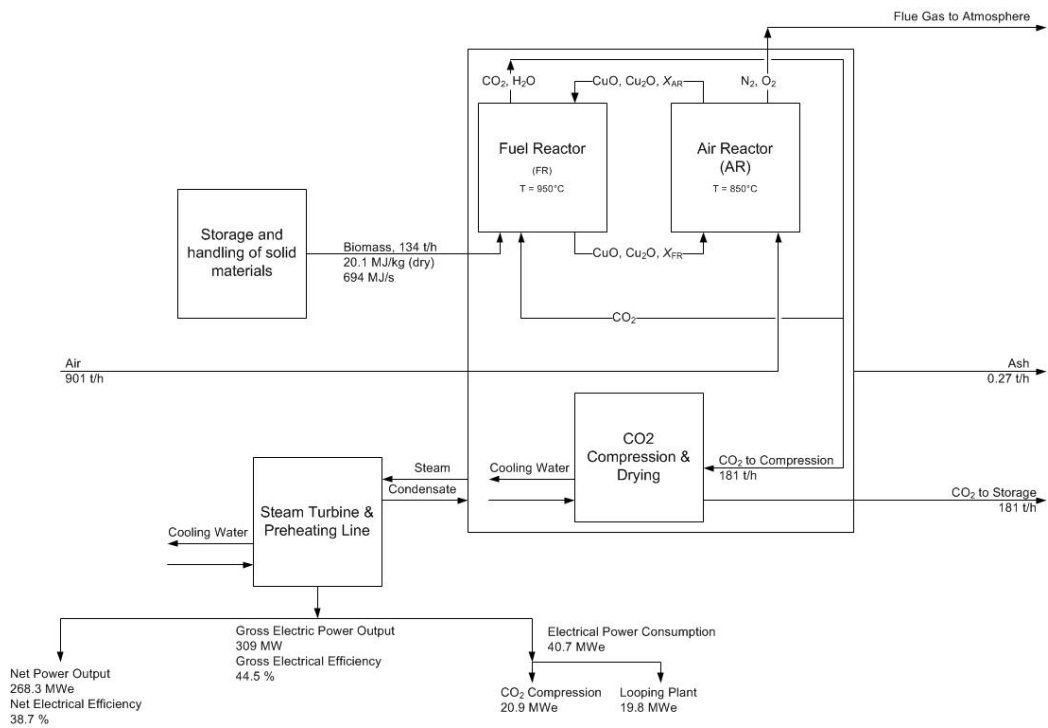 Flue Gas to Atmosphere
CO₂, H₂O
CuO, Cu₂O, X_AR
N₂, O₂
Fuel Reactor
(FR)
T = 950°C
Air Reactor
(AR)
T = 850°C
Storage and
handling of solid
materials
Biomass, 134 t/h
20.1 MJ/kg (dry)
694 MJ/s
CuO, Cu₂O, X_FR
CO₂
Air
901 t/h
Ash
0.27 t/h
CO2
Compression &
Drying
CO₂ to Compression
181 t/h
Steam
Condensate
Cooling Water
CO₂ to Storage
181 t/h
Steam Turbine &
Preheating Line
Cooling Water
Gross Electric Power Output
309 MW
Gross Electrical Efficiency
44.5 %
Electrical Power Consumption
40.7 MWe
Net Power Output
268.3 MWe
Net Electrical Efficiency
38.7 %
CO₂ Compression
20.9 MWe
Looping Plant
19.8 MWe